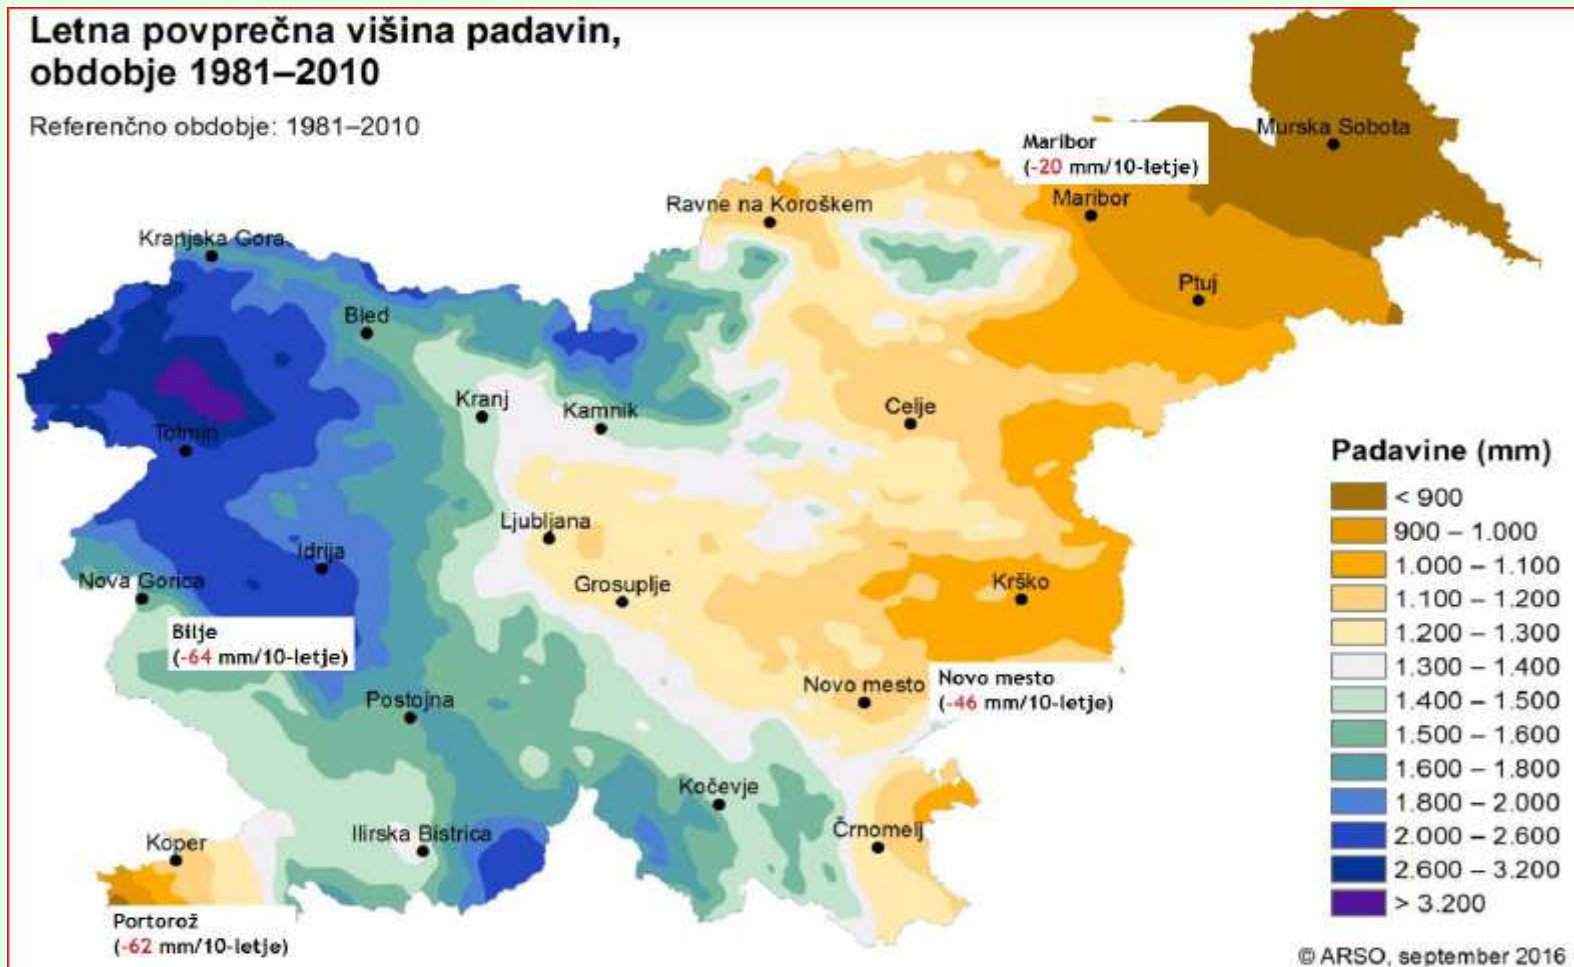 Letna povprečna višina padavin,
obdobje 1981–2010
Referenčno obdobje: 1981–2010
Murska Sobota
Maribor
(-20 mm/10-letje)
Maribor
Ravne na Koroškem
Kranjska Gora
Ptuj
Bled
Kranj
Kamnik
Celje
Tolmin
Ljubljana
Idrija
Nova Gorica
Grosuplje
Krško
Bilje
(-64 mm/10-letje)
Novo mesto
Novo mesto
(-46 mm/10-letje)
Postojna
Kočevje
Koper
Ilirska Bistrica
Črnomelj
Portorož
(-62 mm/10-letje)
Padavine (mm)
< 900
900 – 1.000
1.000 – 1.100
1.100 – 1.200
1.200 – 1.300
1.300 – 1.400
1.400 – 1.500
1.500 – 1.600
1.600 – 1.800
1.800 – 2.000
2.000 – 2.600
2.600 – 3.200
> 3.200
© ARSO, september 2016